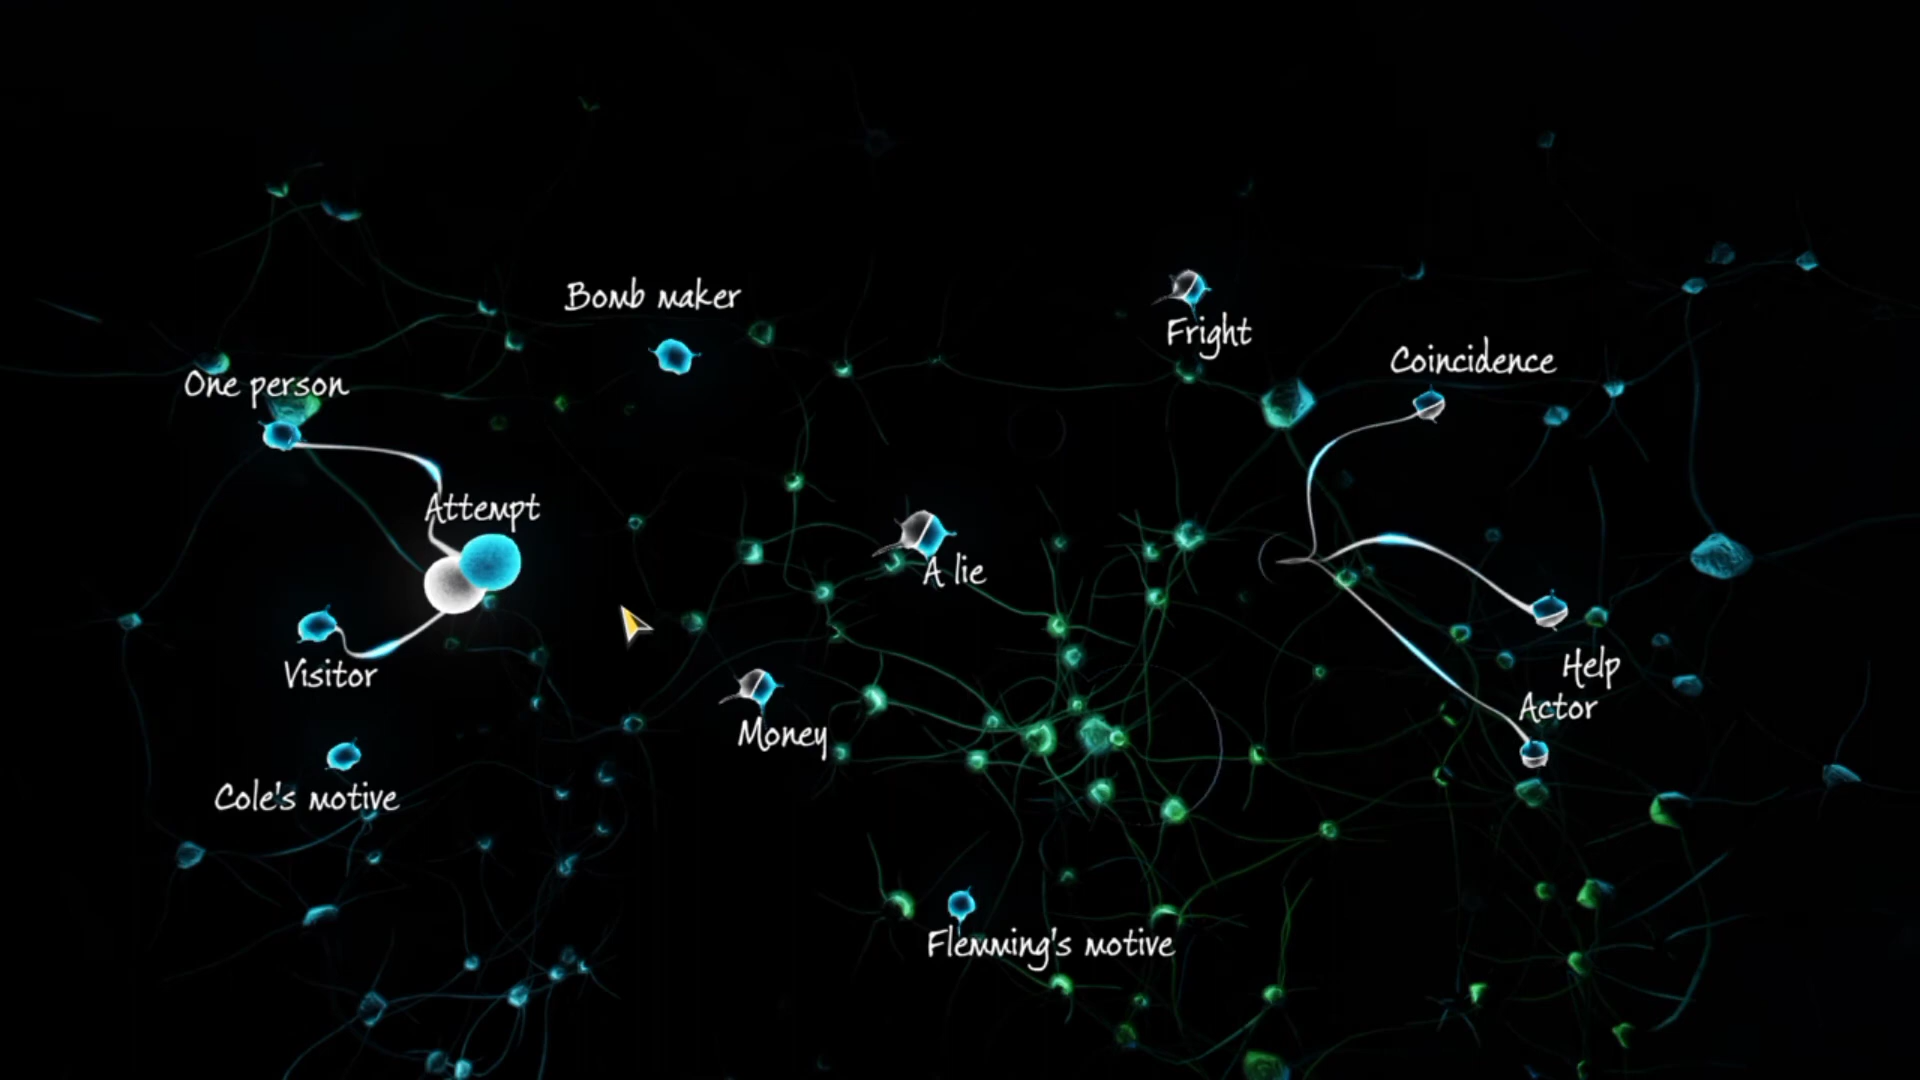 Bomb maker
Fright
Coincidence
One person
Attempt
A lie
Visitor
Help
Actor
Money
Cole's motive
Flemming's motive